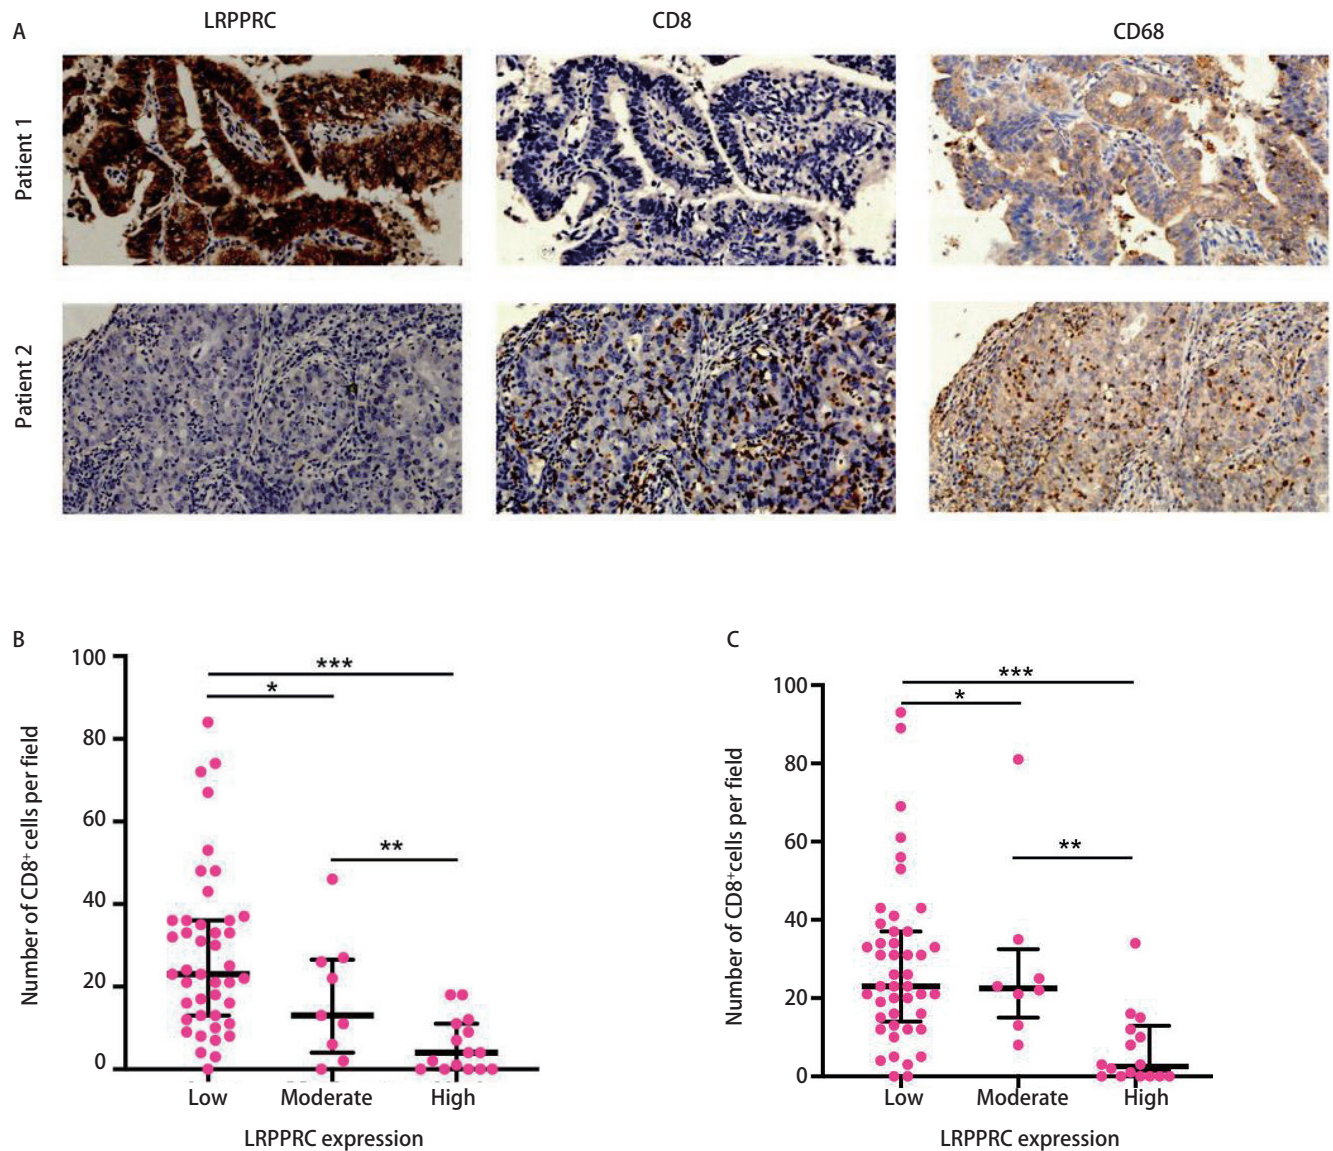 A
LRPPRC
CD8
CD68
Patient 1
Patient 2
B
100
80
60
40
20
0
Number of CD8+ cells per field
***
*
**
Low
Moderate
High
LRPPRC expression
C
100
80
60
40
20
0
Number of CD8+cells per field
***
*
**
Low
Moderate
High
LRPPRC expression